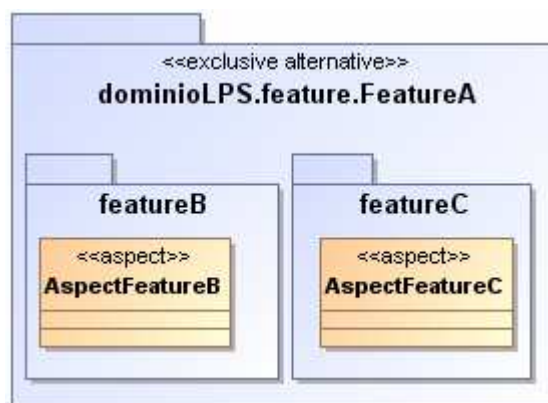 <<exclusive alternative>>
dominioLPS.feature.FeatureA
featureB
<<aspect>>
AspectFeatureB
featureC
<<aspect>>
AspectFeatureC